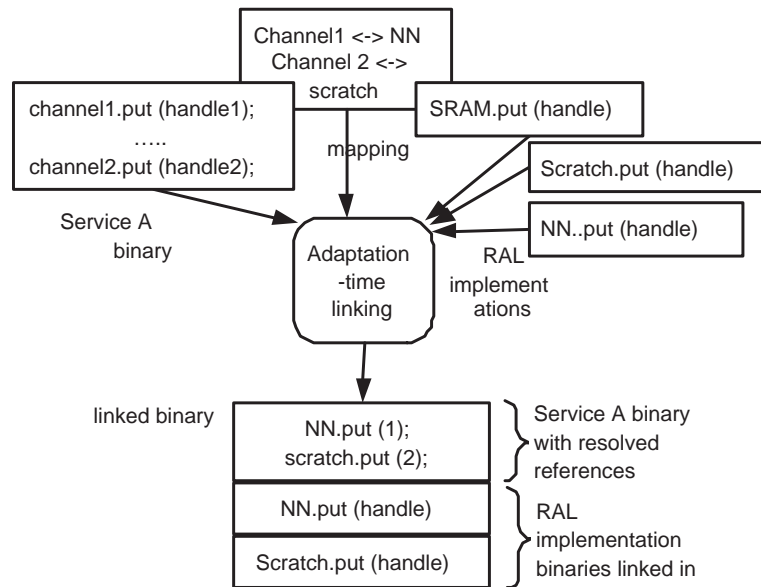 Channel1 <-> NN
Channel 2 <->
scratch
channel1.put (handle1);
…..
channel2.put (handle2);
SRAM.put (handle)
mapping
Scratch.put (handle)
NN..put (handle)
Service A
binary
Adaptation
-time
linking
RAL
implement
ations
linked binary
NN.put (1);
scratch.put (2);
Service A binary
with resolved
references
NN.put (handle)
Scratch.put (handle)
RAL
implementation
binaries linked in